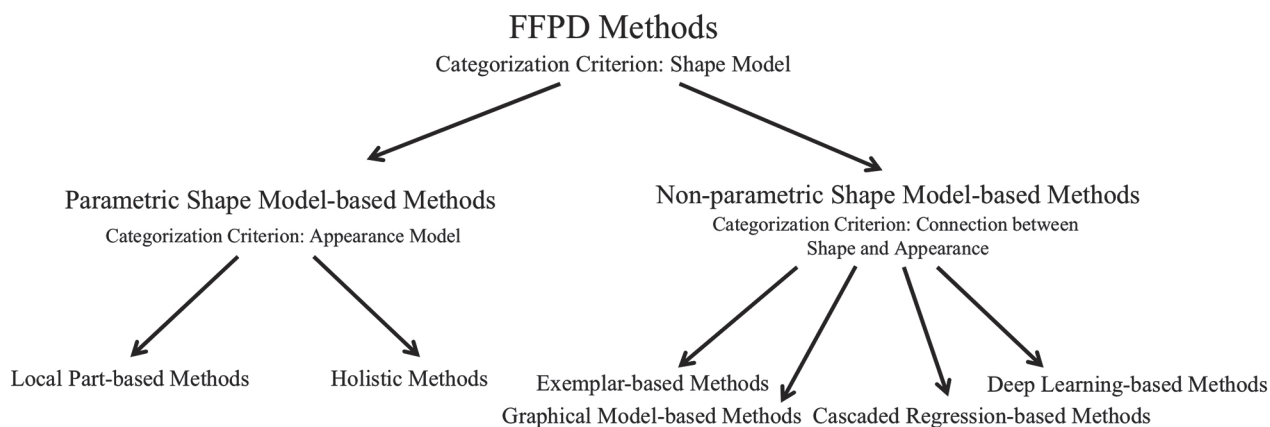 FFPD Methods
Categorization Criterion: Shape Model
Parametric Shape Model-based Methods
Categorization Criterion: Appearance Model
Non-parametric Shape Model-based Methods
Categorization Criterion: Connection between
Shape and Appearance
Local Part-based Methods
Holistic Methods
Exemplar-based Methods
Deep Learning-based Methods
Graphical Model-based Methods
Cascaded Regression-based Methods